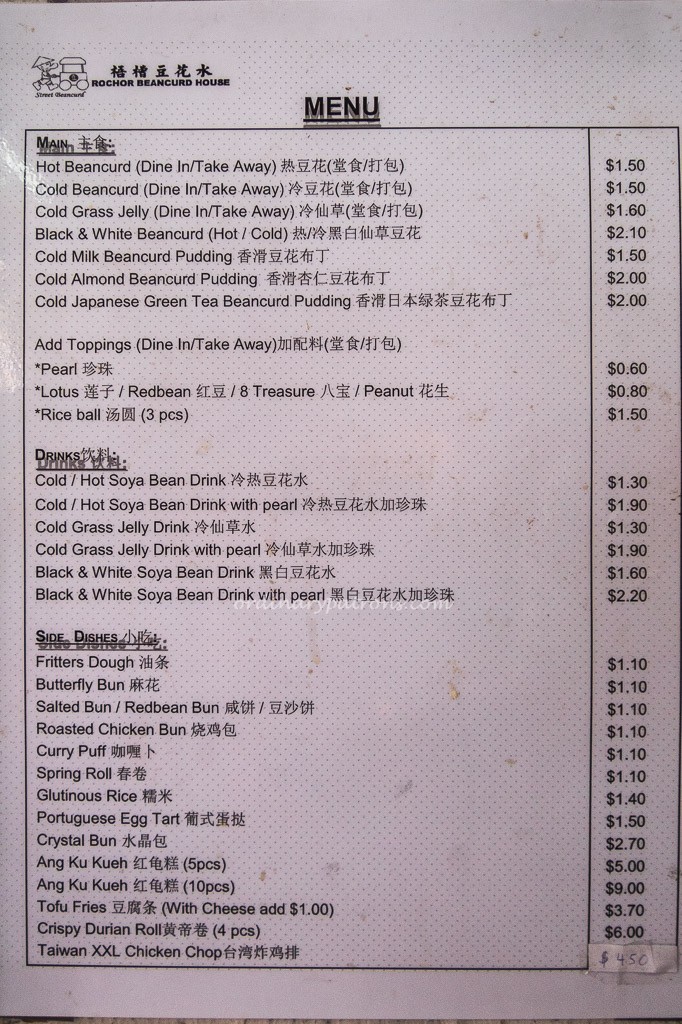 梧槽豆花水
ROCHOR BEANCURD HOUSE
Street Beancurd
MENU
MAIN 主食:
Hot Beancurd (Dine In/Take Away) 热豆花(堂食/打包) $1.50
Cold Beancurd (Dine In/Take Away) 冷豆花(堂食/打包) $1.50
Cold Grass Jelly (Dine In/Take Away) 冷仙草(堂食/打包) $1.60
Black & White Beancurd (Hot / Cold) 热/冷黑白仙草豆花 $2.10
Cold Milk Beancurd Pudding 香滑豆花布丁 $1.50
Cold Almond Beancurd Pudding 香滑杏仁豆花布丁 $2.00
Cold Japanese Green Tea Beancurd Pudding 香滑日本绿茶豆花布丁 $2.00
Add Toppings (Dine In/Take Away)加配料(堂食/打包)
*Pearl 珍珠 $0.60
*Lotus 莲子 / Redbean 红豆 / 8 Treasure 八宝 / Peanut 花生 $0.80
*Rice ball 汤圆 (3 pcs) $1.50
DRINKS饮料:
Cold / Hot Soya Bean Drink 冷热豆花水 $1.30
Cold / Hot Soya Bean Drink with pearl 冷热豆花水加珍珠 $1.90
Cold Grass Jelly Drink 冷仙草水 $1.30
Cold Grass Jelly Drink with pearl 冷仙草水加珍珠 $1.90
Black & White Soya Bean Drink 黑白豆花水 $1.60
Black & White Soya Bean Drink with pearl 黑白豆花水加珍珠 $2.20
ordinarypatrons.com
SIDE DISHES 小吃:
Fritters Dough 油条 $1.10
Butterfly Bun 麻花 $1.10
Salted Bun / Redbean Bun 咸饼 / 豆沙饼 $1.10
Roasted Chicken Bun 烧鸡包 $1.10
Curry Puff 咖喱卜 $1.10
Spring Roll 春卷 $1.10
Glutinous Rice 糯米 $1.40
Portuguese Egg Tart 葡式蛋挞 $1.50
Crystal Bun 水晶包 $2.70
Ang Ku Kueh 红龟糕 (5pcs) $5.00
Ang Ku Kueh 红龟糕 (10pcs) $9.00
Tofu Fries 豆腐条 (With Cheese add $1.00) $3.70
Crispy Durian Roll黄帝卷 (4 pcs) $6.00
Taiwan XXL Chicken Chop台湾炸鸡排 $4.50